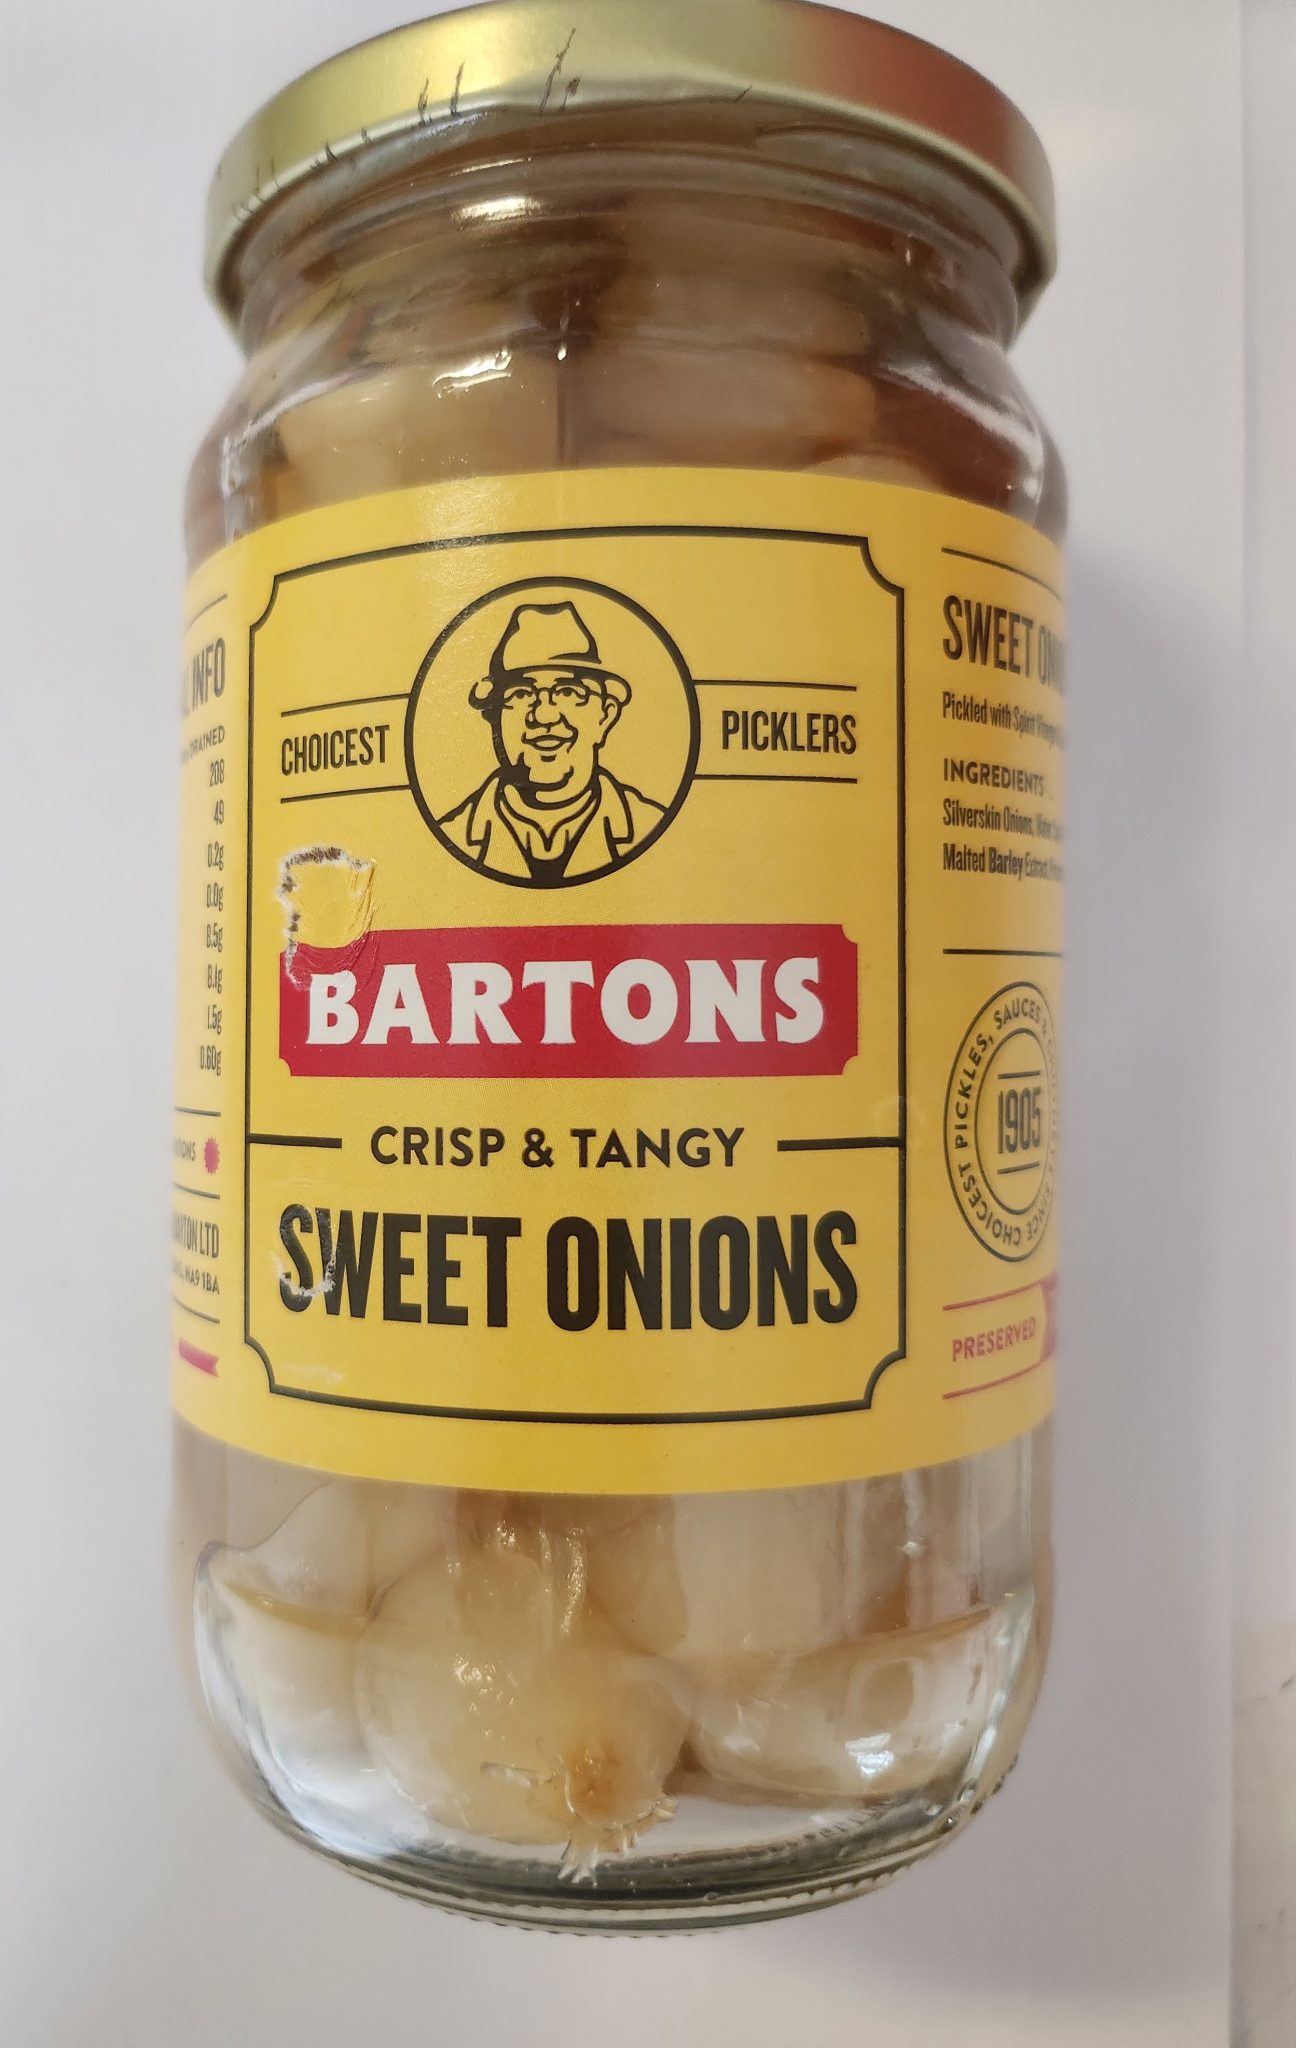 INFO
DRAINED
208
49
0.2g
0.0g
8.5g
8.1g
1.5g
0.60g
BARTON LTD
WA9 1BA
CHOICEST PICKLERS
BARTONS
CRISP & TANGY
SWEET ONIONS
SWEET
Pickled with Spirit
INGREDIENTS
Silverskin Onions,
Malted Barley Extract
CHOICEST PICKLES, SAUCES & SINCE
1905
PRESERVED